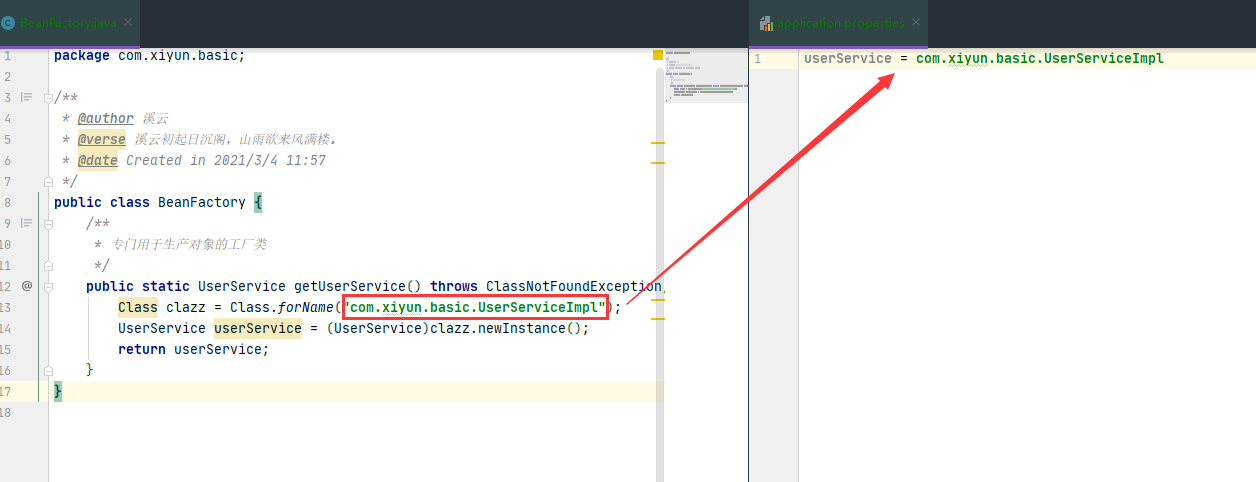 BeanFactory.java
application.properties
1 package com.xiyun.basic;
2
3 /**
4 * @author 溪云
5 * @verse 溪云初起日沉阁，山雨欲来风满楼。
6 * @date Created in 2021/3/4 11:57
7 */
8 public class BeanFactory {
9 /**
10 * 专门用于生产对象的工厂类
11 */
12 @ public static UserService getUserService() throws ClassNotFoundException,
13 Class clazz = Class.forName("com.xiyun.basic.UserServiceImpl");
14 UserService userService = (UserService)clazz.newInstance();
15 return userService;
16 }
17 }
18
1 userService = com.xiyun.basic.UserServiceImpl